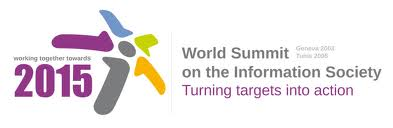 working together towards
2015
World Summit
Geneva 2003
Tunis 2005
on the Information Society
Turning targets into action